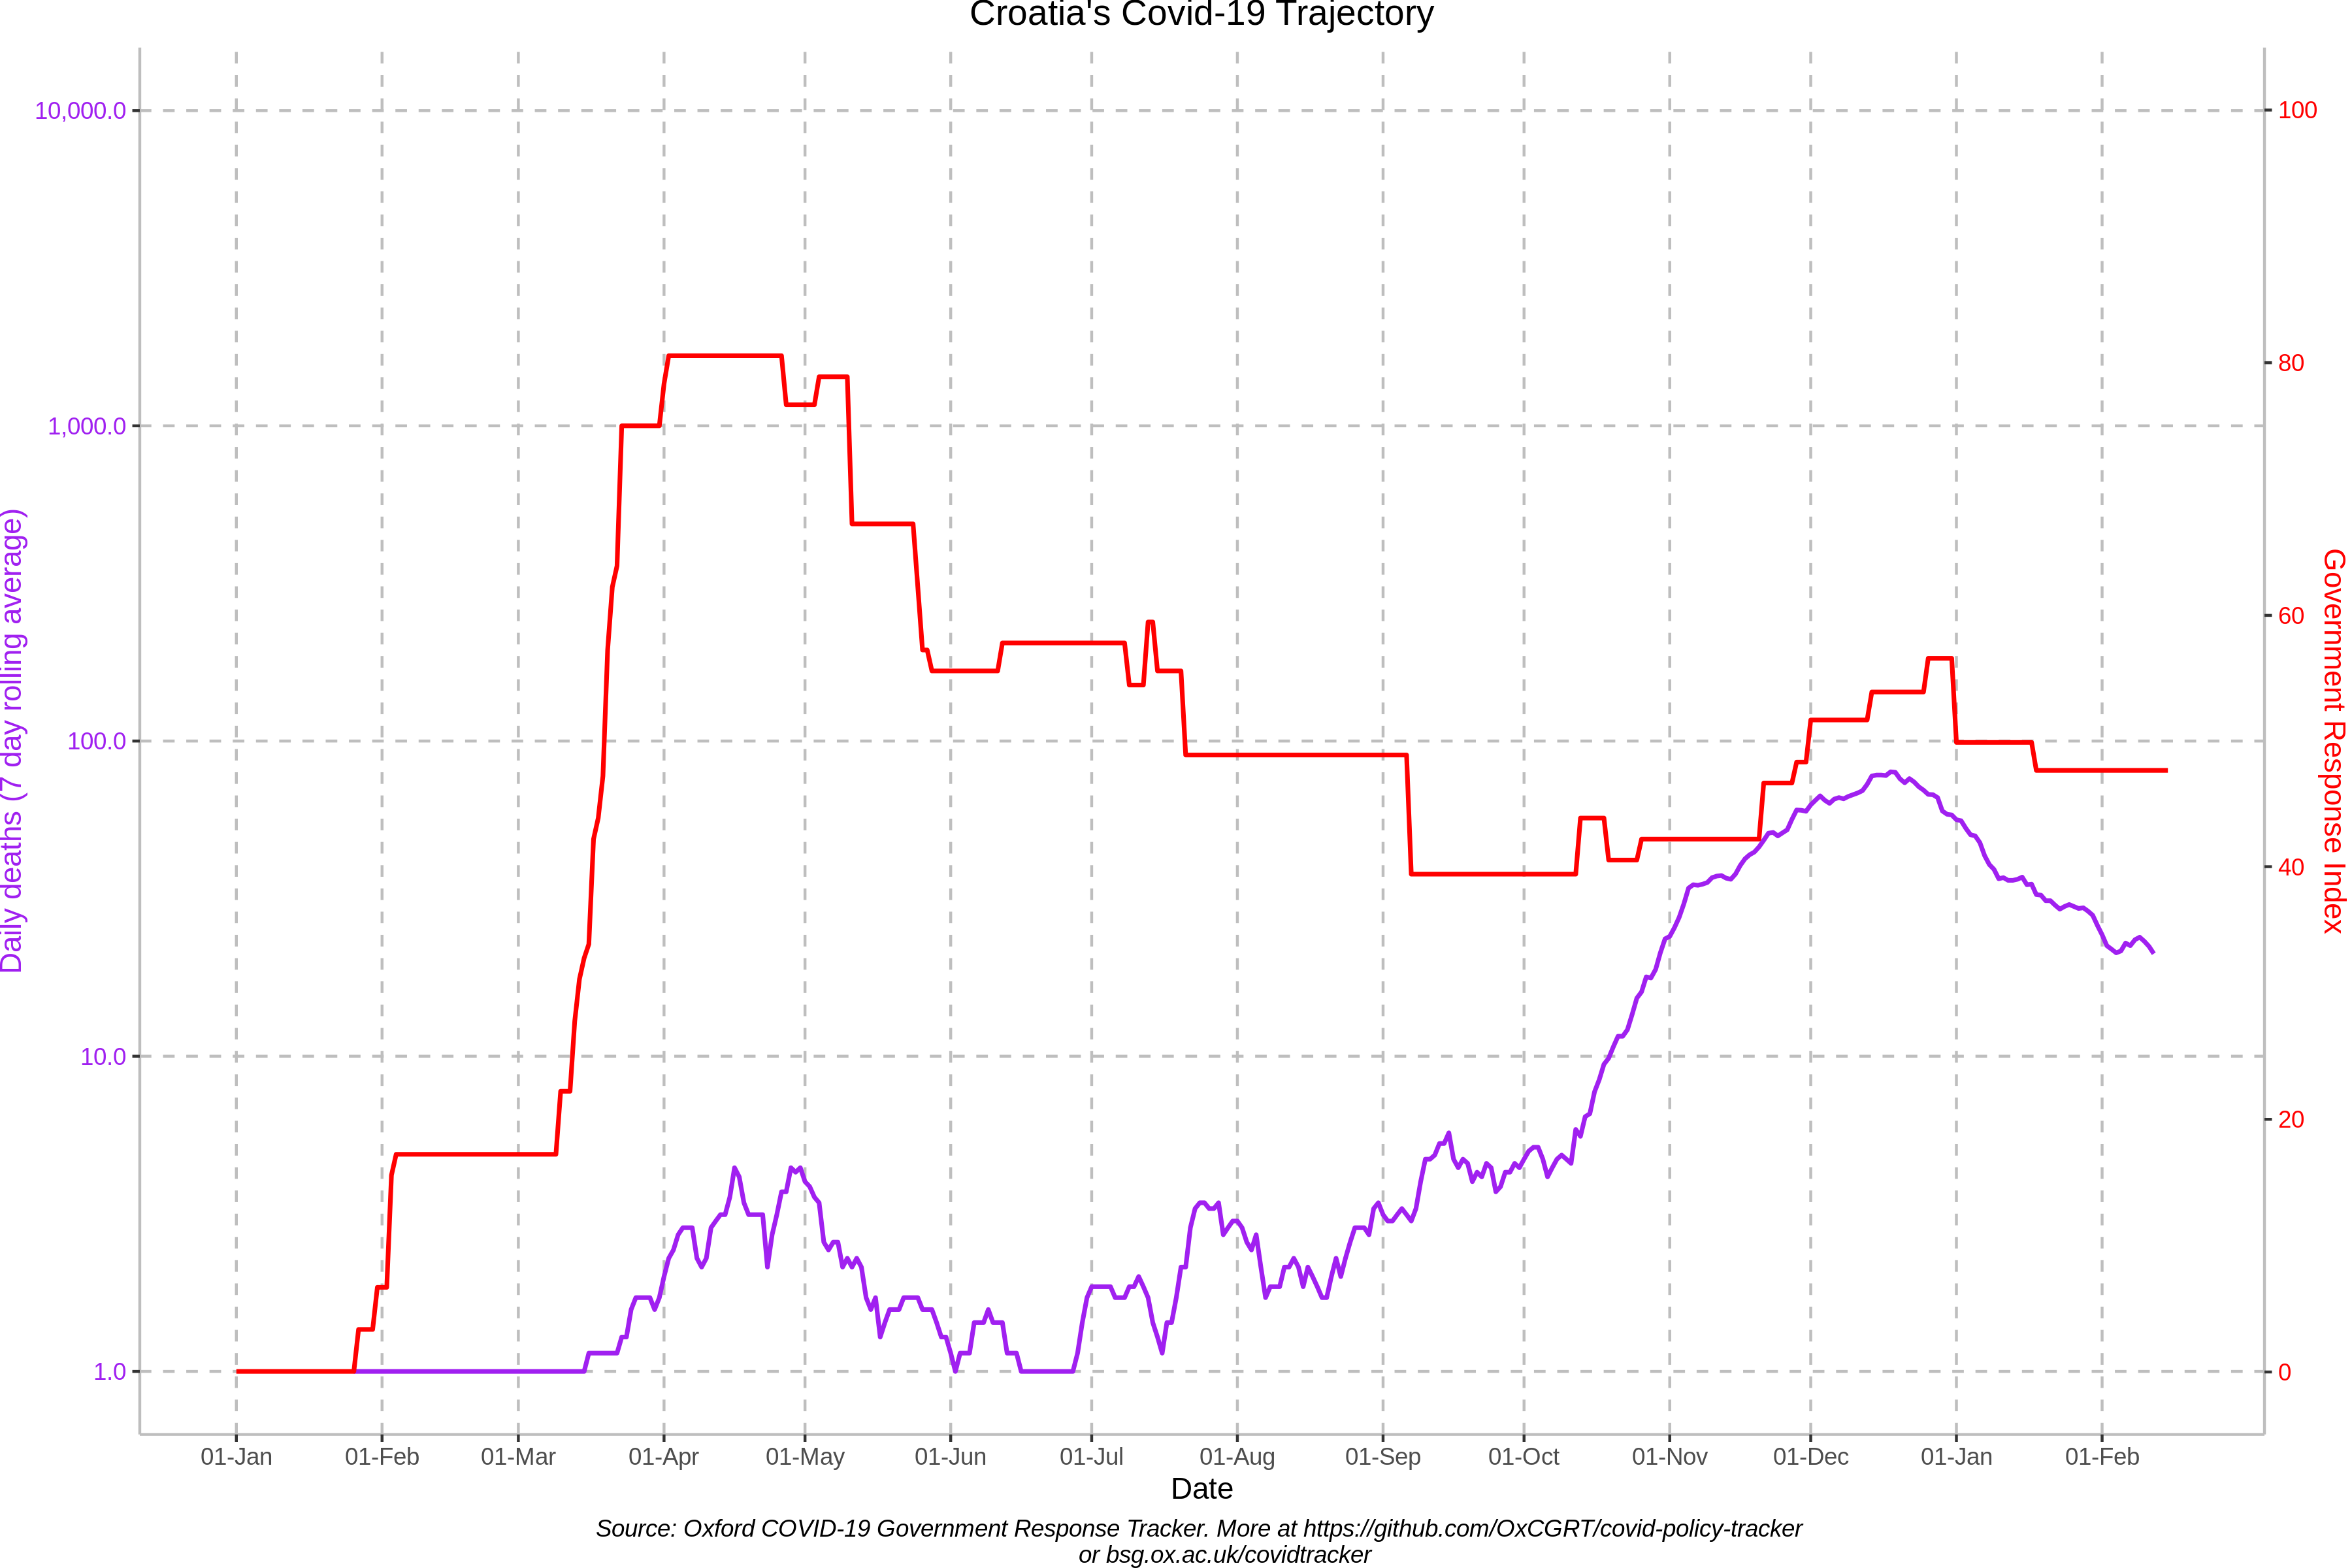 Croatia's Covid-19 Trajectory
10,000.0
1,000.0
100.0
10.0
1.0
Daily deaths (7 day rolling average)
100
80
60
40
20
0
Government Response Index
01-Jan 01-Feb 01-Mar 01-Apr 01-May 01-Jun 01-Jul 01-Aug 01-Sep 01-Oct 01-Nov 01-Dec 01-Jan 01-Feb
Date
Source: Oxford COVID-19 Government Response Tracker. More at https://github.com/OxCGRT/covid-policy-tracker
or bsg.ox.ac.uk/covidtracker